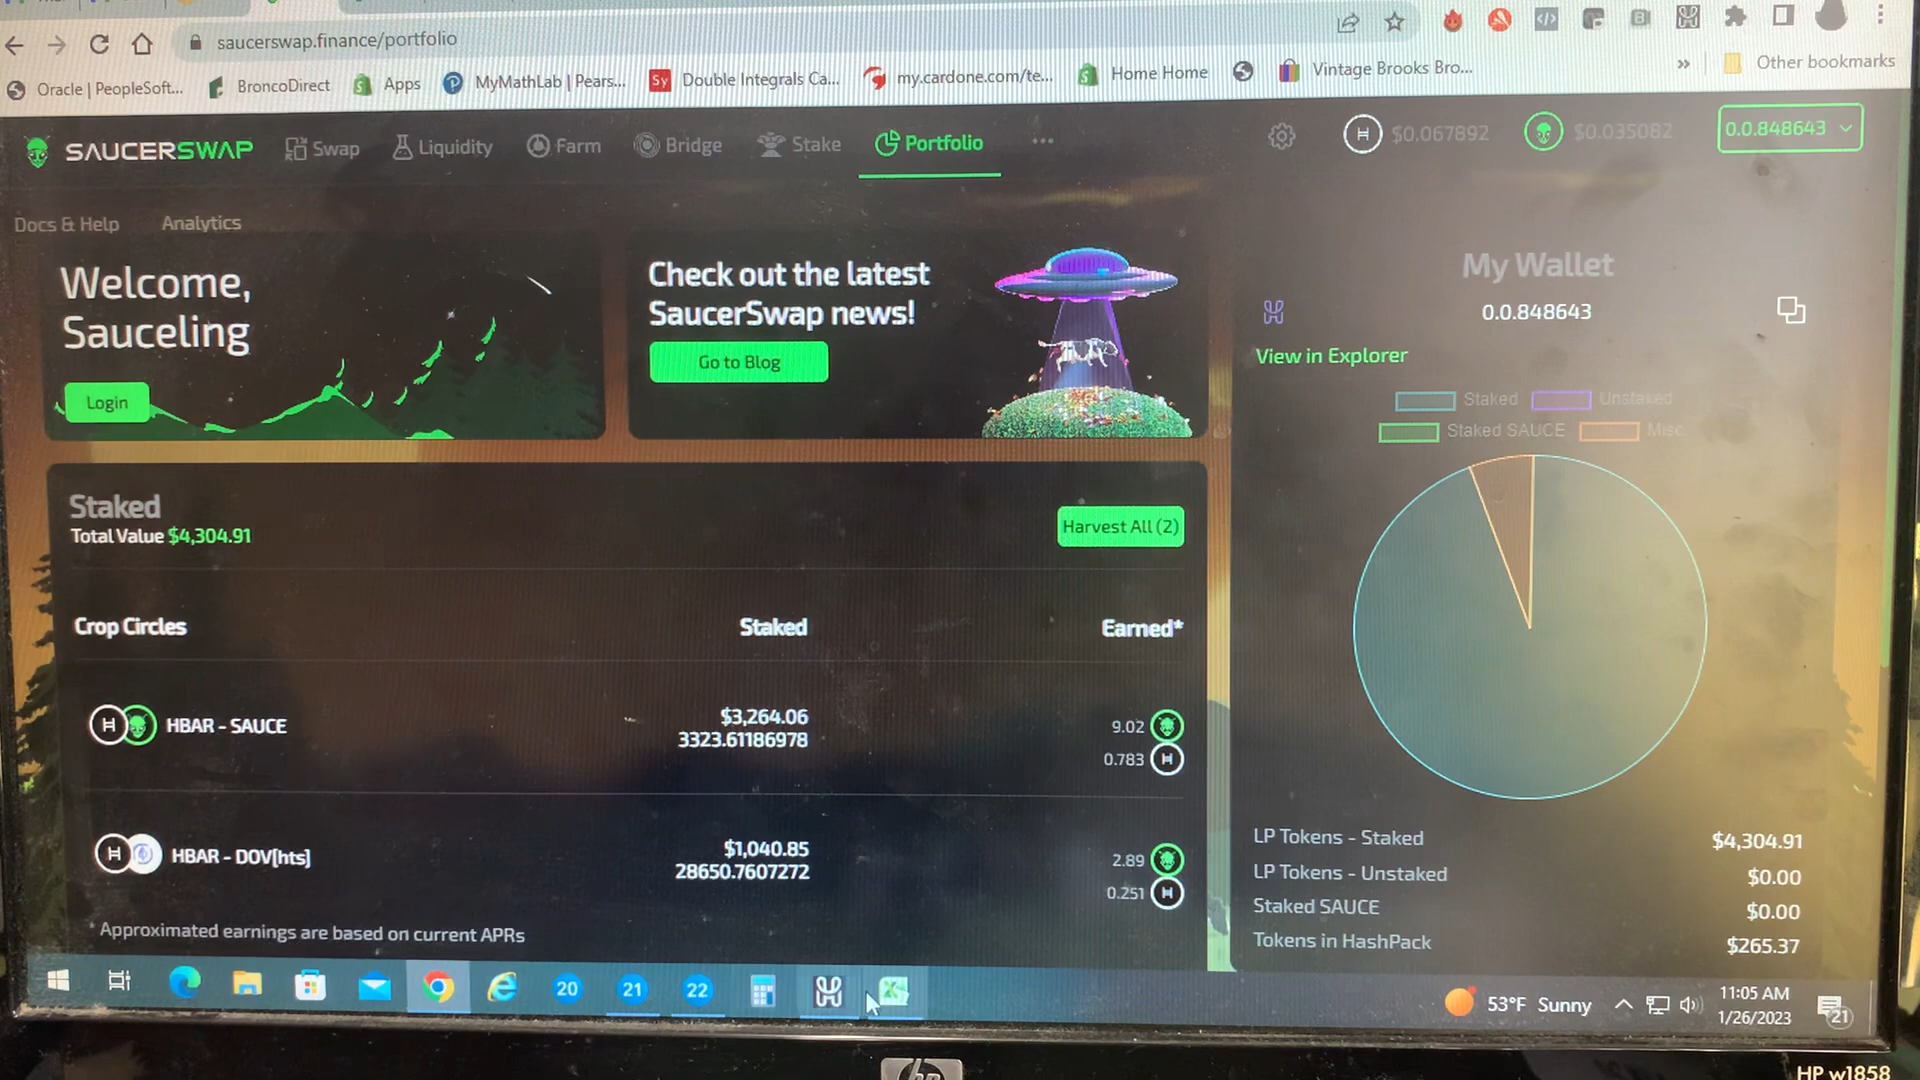 saucerswap.finance/portfolio
Oracle | PeopleSoft...
BroncoDirect
Apps
MyMathLab | Pears...
Sy
Double Integrals Ca...
my.cardone.com/te...
Home Home
Vintage Brooks Bro...
»
Other bookmarks
SAUCERSWAP
Swap
Liquidity
Farm
Bridge
Stake
Portfolio
...
$0.067892
$0.035082
0.0.848643
Docs & Help
Analytics
Welcome,
Sauceling
Login
Check out the latest
SaucerSwap news!
Go to Blog
My Wallet
0.0.848643
View in Explorer
Staked
Unstaked
Staked SAUCE
Misc
Staked
Total Value $4,304.91
Harvest All (2)
Crop Circles
Staked
Earned*
HBAR - SAUCE
$3,264.06
3323.61186978
9.02
0.783
HBAR - DOV[hts]
$1,040.85
28650.7607272
2.89
0.251
* Approximated earnings are based on current APRs
LP Tokens - Staked
$4,304.91
LP Tokens - Unstaked
$0.00
Staked SAUCE
$0.00
Tokens in HashPack
$265.37
20
21
22
53°F Sunny
11:05 AM
1/26/2023
21
hp
HP w1858